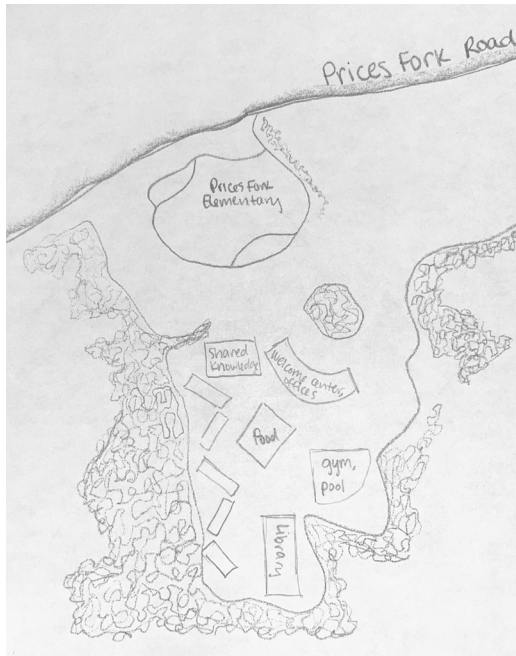 Prices Fork Road
Prices Fork
Elementary
Shared
Knowledge
Welcome center,
offices
Food
gym,
pool
Library